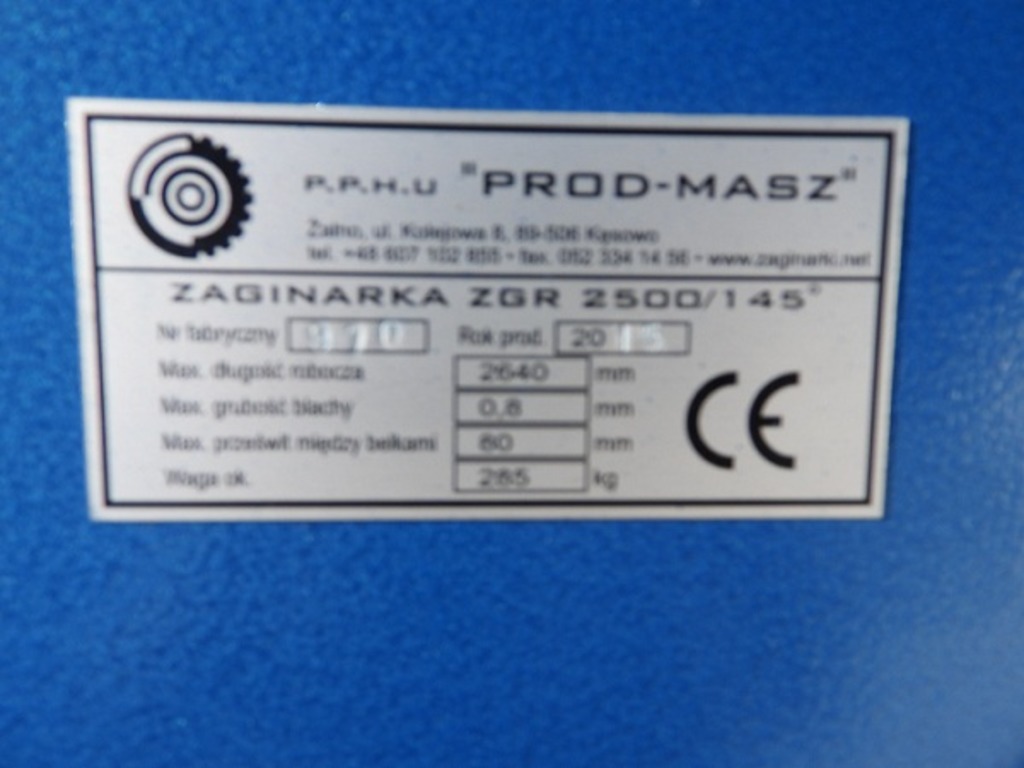 P.P.H.U "PROD-MASZ"
Żalno, ul. Kolejowa 8, 89-506 Kęsowo
tel. +48 607 102 855 • fax. 052 334 14 56 • www.zaginarki.net
ZAGINARKA ZGR 2500/145®
Nr fabryczny Rok prod. 20
Max. długość robocza 2640 mm
Max. grubość blachy 0,8 mm
Max. prześwit między belkami 80 mm
Waga ok. 285 kg
CE